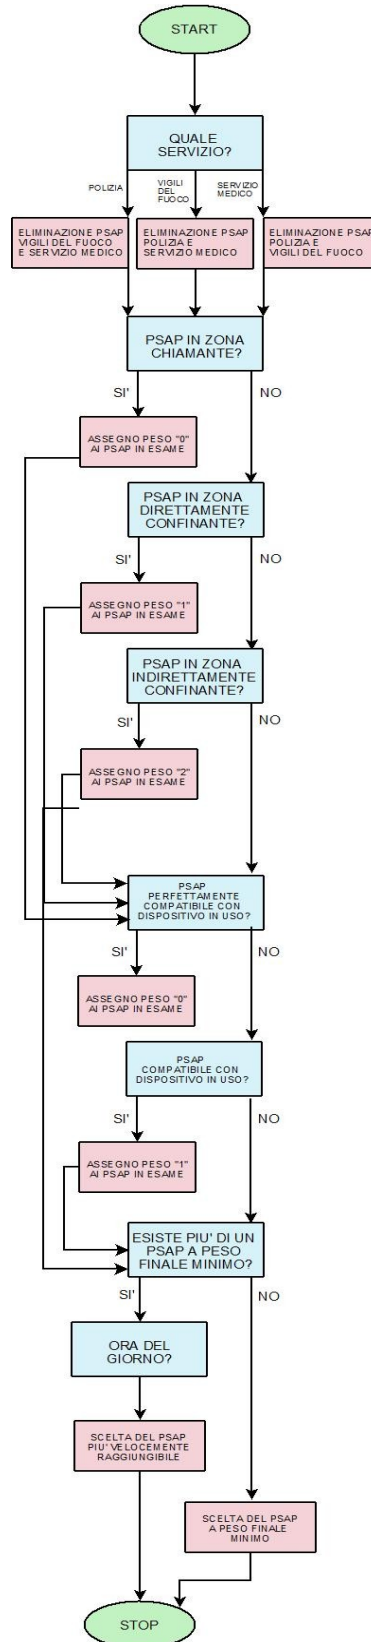 START
QUALE
SERVIZIO?
POLIZIA
VIGILI
DEL
FUOCO
SERVIZIO
MEDICO
ELIMINAZIONE PSAP
VIGILI DEL FUOCO
E SERVIZIO MEDICO
ELIMINAZIONE PSAP
POLIZIA E
SERVIZIO MEDICO
ELIMINAZIONE PSAP
POLIZIA E
VIGILI DEL FUOCO
PSAP IN ZONA
CHIAMANTE?
SI'
NO
ASSEGNO PESO "0"
AI PSAP IN ESAME
PSAP IN ZONA
DIRETTAMENTE
CONFINANTE?
SI'
NO
ASSEGNO PESO "1"
AI PSAP IN ESAME
PSAP IN ZONA
INDIRETTAMENTE
CONFINANTE?
SI'
NO
ASSEGNO PESO "2"
AI PSAP IN ESAME
PSAP
PERFETTAMENTE
COMPATIBILE CON
DISPOSITIVO IN USO?
SI'
NO
ASSEGNO PESO "0"
AI PSAP IN ESAME
PSAP
COMPATIBILE CON
DISPOSITIVO IN USO?
SI'
NO
ASSEGNO PESO "1"
AI PSAP IN ESAME
ESISTE PIU' DI UN
PSAP A PESO
FINALE MINIMO?
SI'
NO
ORA DEL
GIORNO?
SCELTA DEL PSAP
PIU' VELOCEMENTE
RAGGIUNGIBILE
SCELTA DEL PSAP
A PESO FINALE
MINIMO
STOP